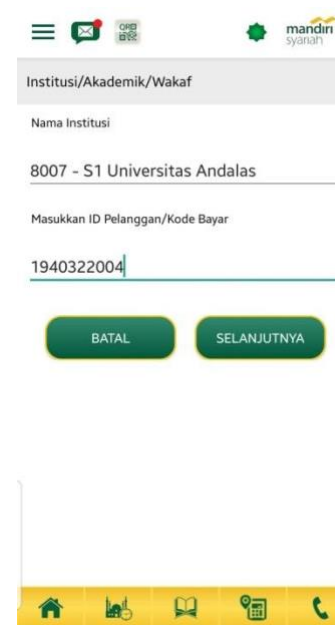 mandiri
syariah
Institusi/Akademik/Wakaf
Nama Institusi
8007 - S1 Universitas Andalas
Masukkan ID Pelanggan/Kode Bayar
1940322004
BATAL
SELANJUTNYA